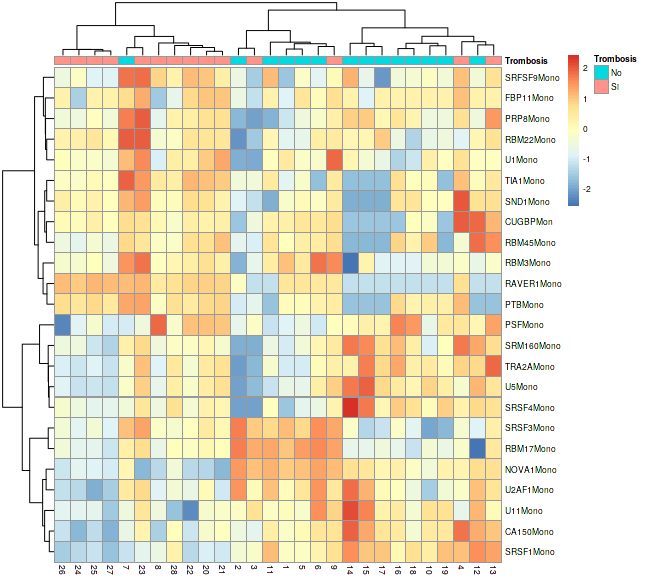 Trombosis
Trombosis
No
SI
2
1
0
-1
-2
SRFSF9Mono
FBP11Mono
PRP8Mono
RBM22Mono
U1Mono
TIA1Mono
SND1Mono
CUGBPMon
RBM45Mono
RBM3Mono
RAVER1Mono
PTBMono
PSFMono
SRM160Mono
TRA2AMono
U5Mono
SRSF4Mono
SRSF3Mono
RBM17Mono
NOVA1Mono
U2AF1Mono
U11Mono
CA150Mono
SRSF1Mono
26 24 25 27 7 23 8 28 22 20 21 2 3 11 1 5 6 9 14 15 17 16 18 10 19 4 12 13